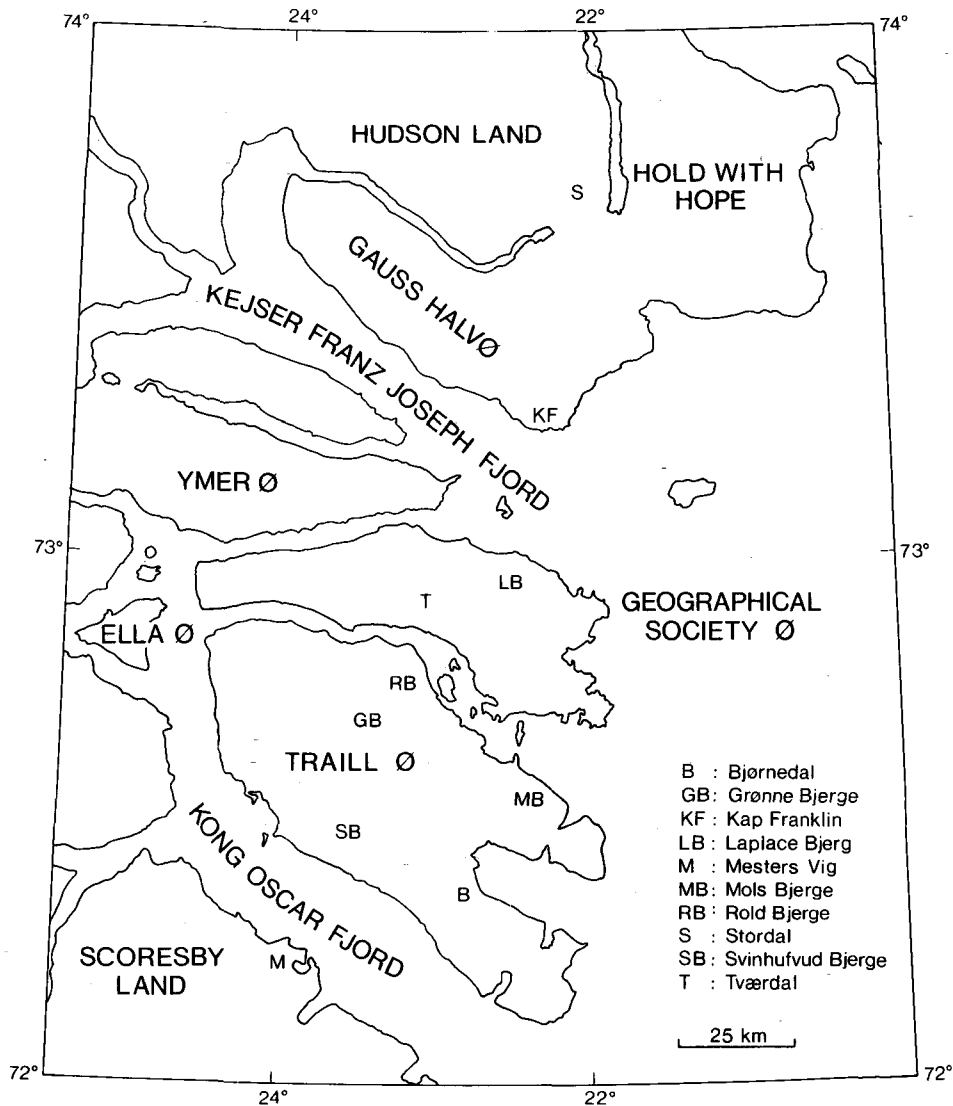 74°
24°
22°
74°
HUDSON LAND
HOLD WITH
HOPE
S
GAUSS HALVØ
KEJSER FRANZ JOSEPH FJORD
KF
YMER Ø
73°
73°
LB
T
GEOGRAPHICAL
SOCIETY Ø
ELLA Ø
RB
GB
TRAILL Ø
MB
SB
B
KONG OSCAR FJORD
SCORESBY
LAND
M
B : Bjørnedal
GB: Grønne Bjerge
KF: Kap Franklin
LB: Laplace Bjerg
M : Mesters Vig
MB: Mols Bjerge
RB: Rold Bjerge
S : Stordal
SB: Svinhufvud Bjerge
T : Tværdal
25 km
72°
72°
24°
22°